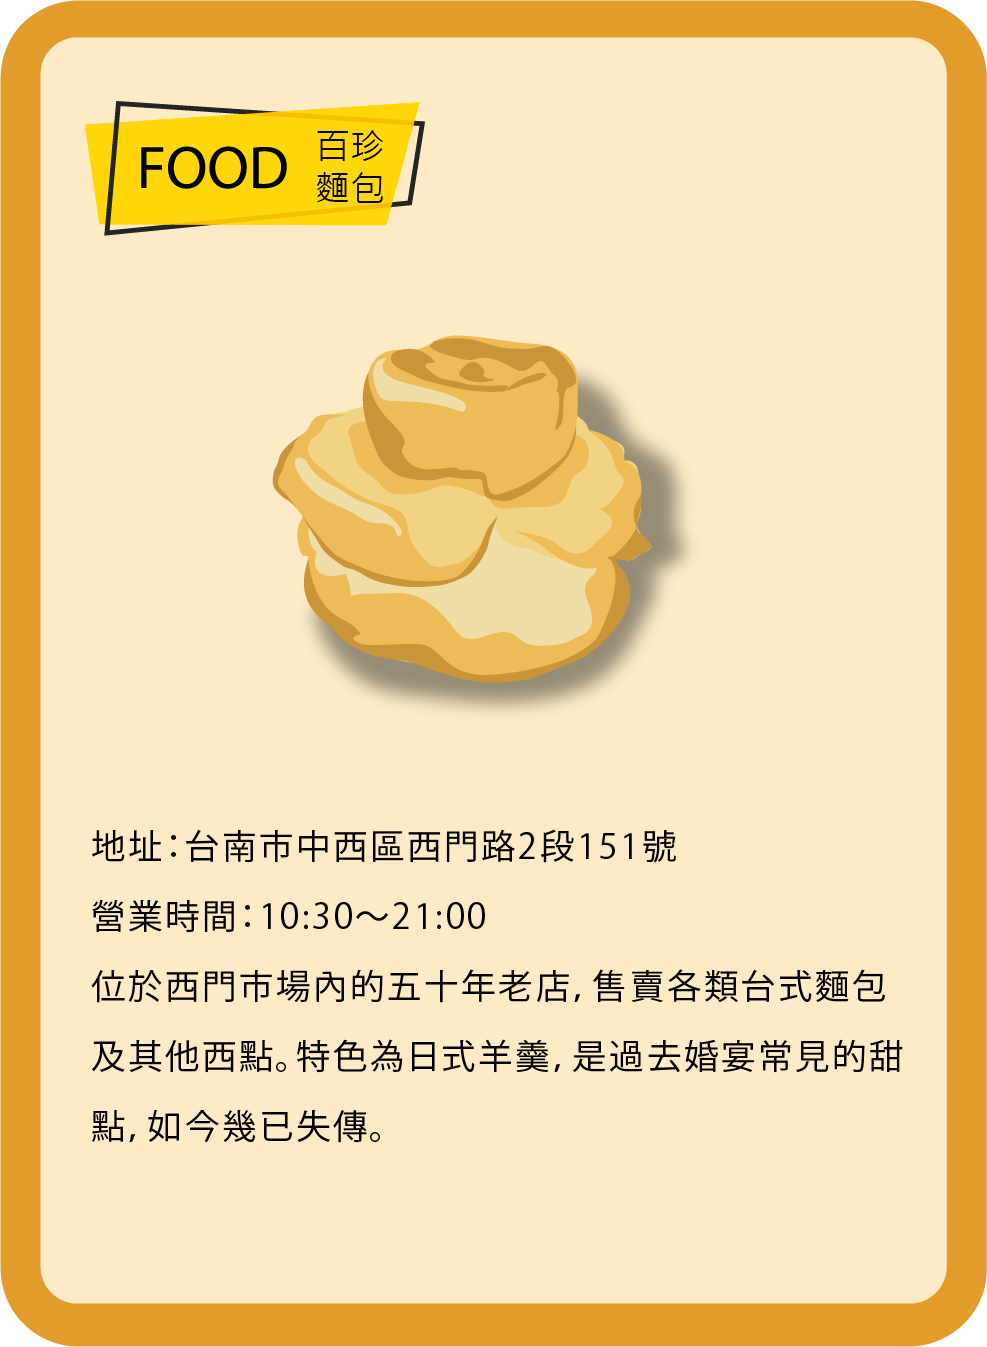 FOOD
百珍
麵包
地址：台南市中西區西門路2段151號
營業時間：10:30～21:00
位於西門市場內的五十年老店，售賣各類台式麵包
及其他西點。特色為日式羊羹，是過去婚宴常見的甜
點，如今幾已失傳。